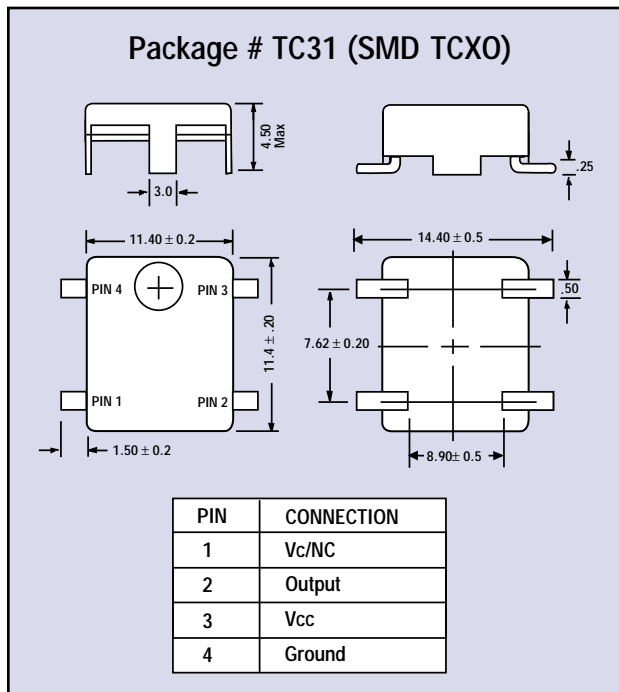 Package # TC31 (SMD TCXO)
4.50
Max
3.0
.25
11.40 ± 0.2
14.40 ± 0.5
PIN 4
PIN 3
.50
11.4 ± .20
7.62 ± 0.20
PIN 1
PIN 2
1.50 ± 0.2
8.90± 0.5
PIN CONNECTION
1 Vc/NC
2 Output
3 Vcc
4 Ground